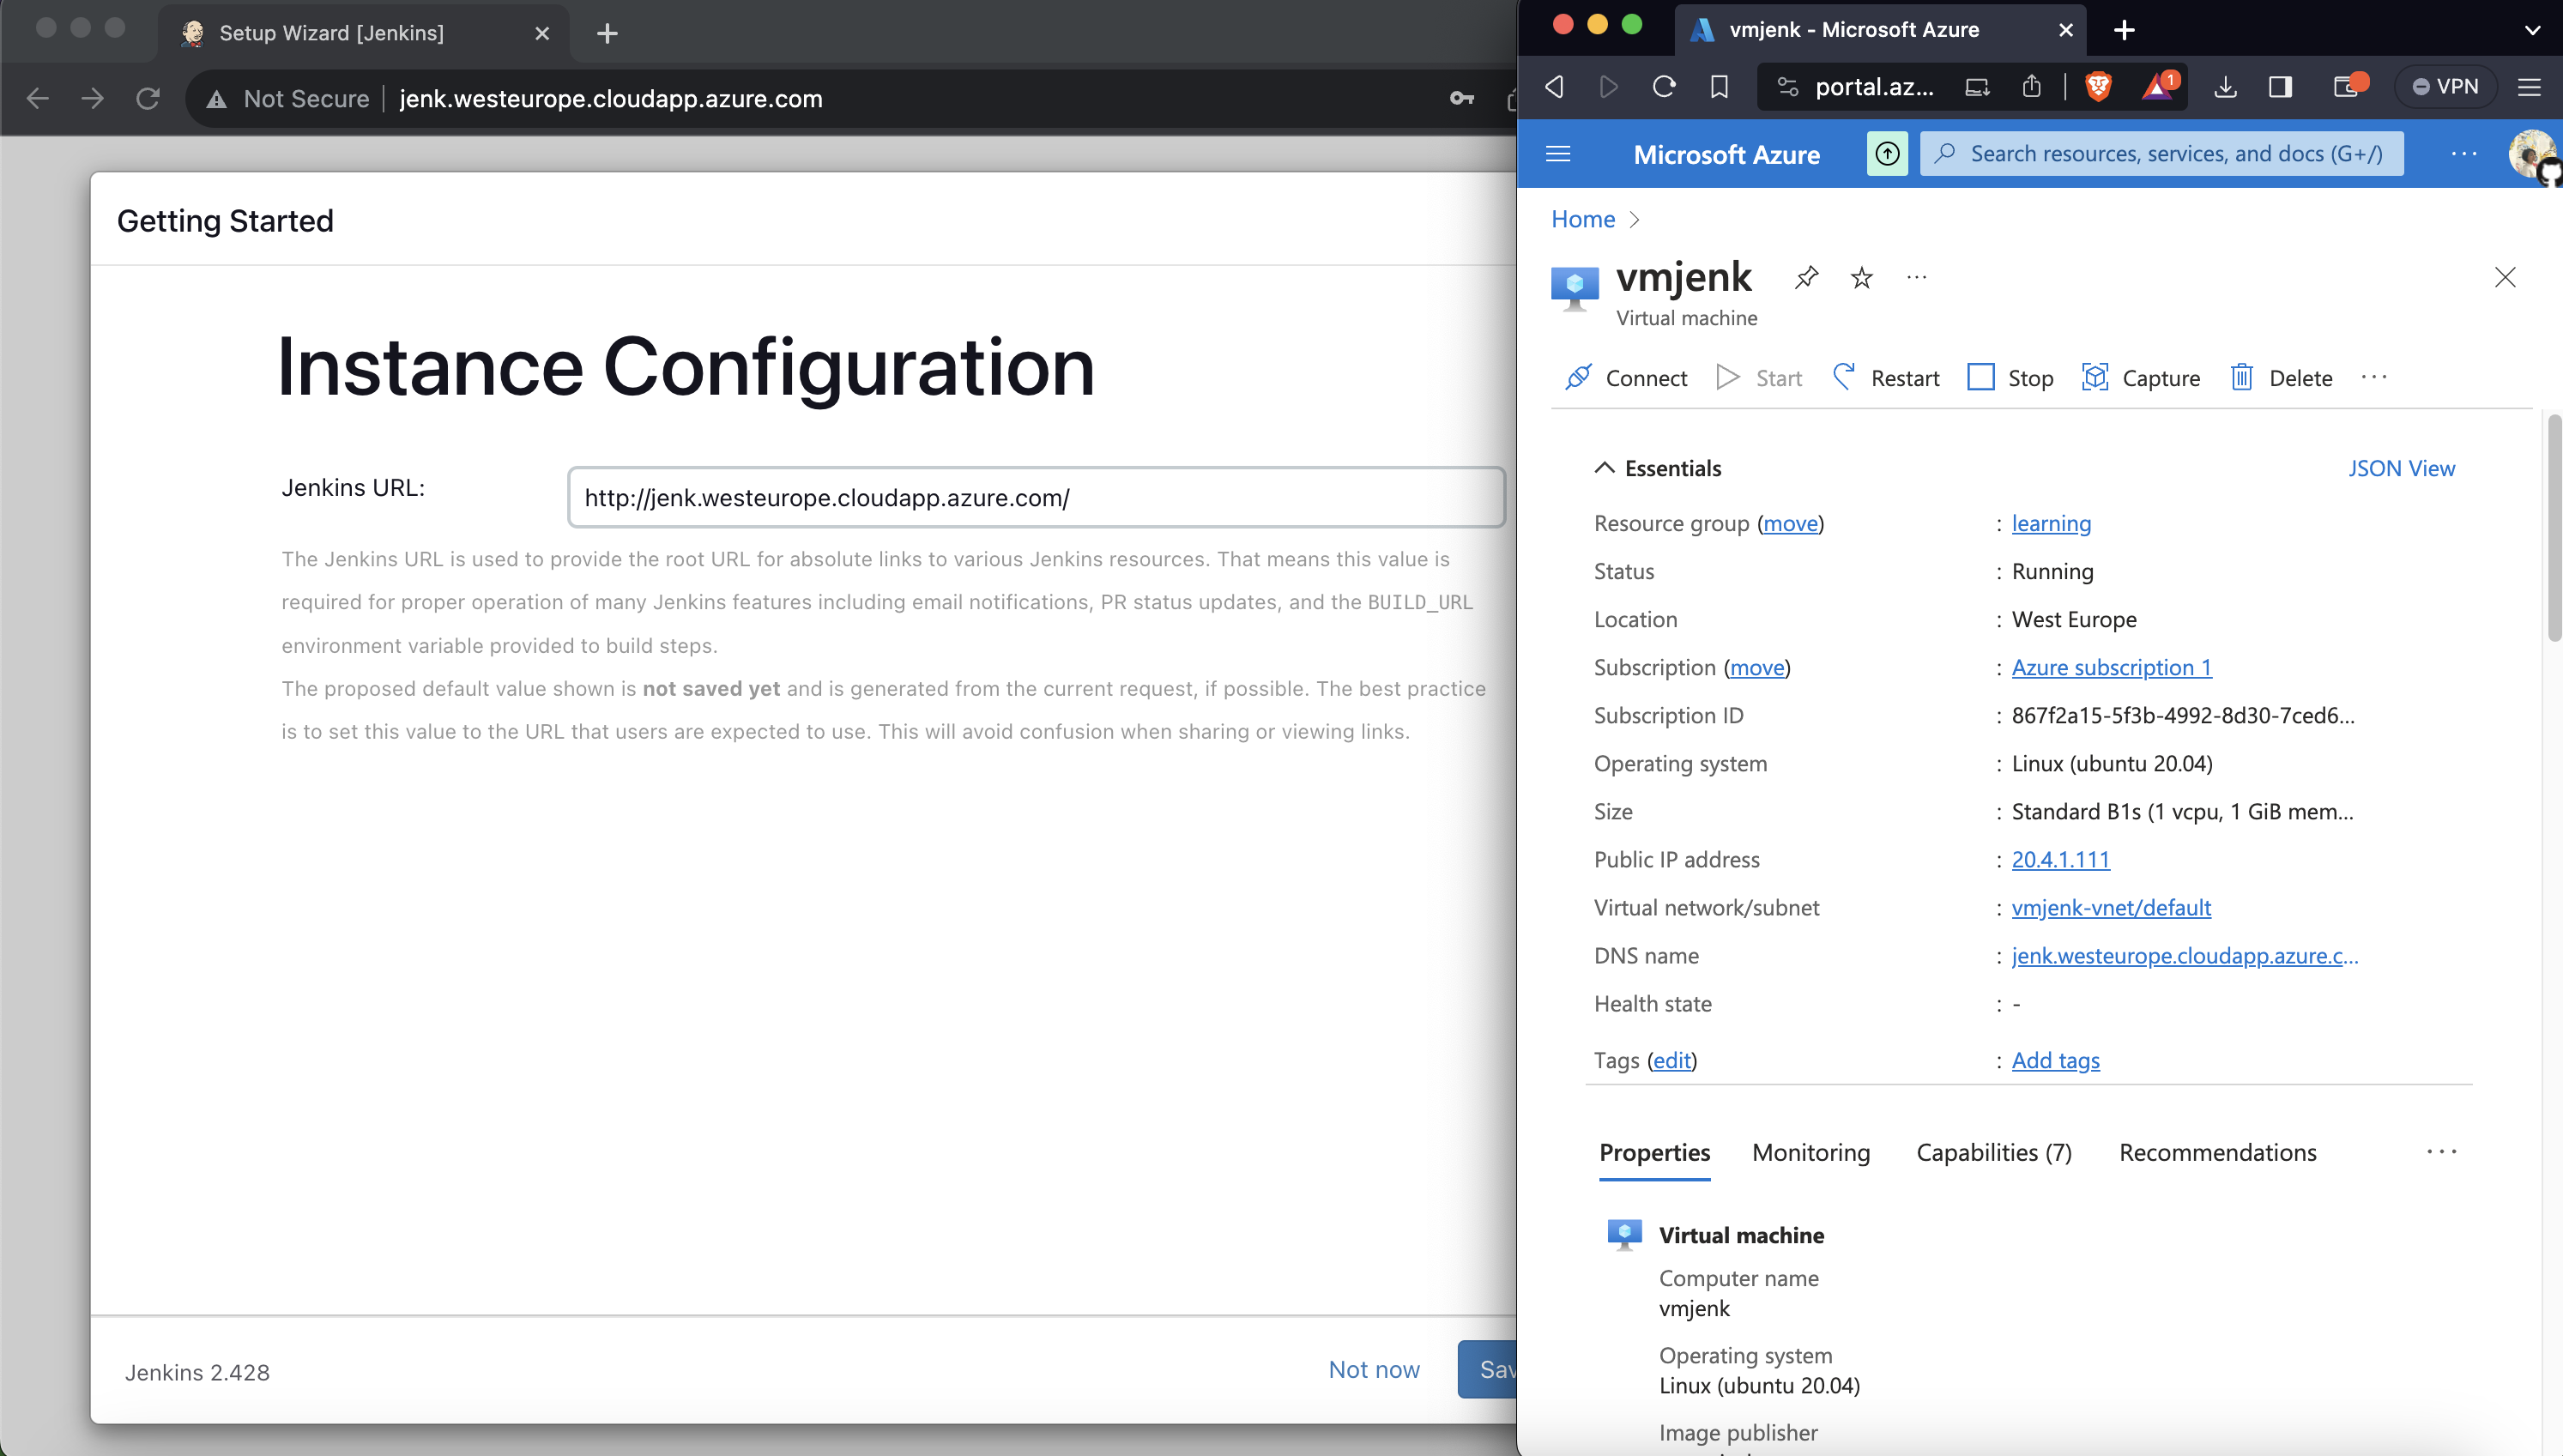 Setup Wizard [Jenkins]
Not Secure
jenk.westeurope.cloudapp.azure.com
Getting Started
Instance Configuration
Jenkins URL:
http://jenk.westeurope.cloudapp.azure.com/
The Jenkins URL is used to provide the root URL for absolute links to various Jenkins resources. That means this value is
required for proper operation of many Jenkins features including email notifications, PR status updates, and the BUILD_URL
environment variable provided to build steps.
The proposed default value shown is not saved yet and is generated from the current request, if possible. The best practice
is to set this value to the URL that users are expected to use. This will avoid confusion when sharing or viewing links.
Jenkins 2.428
Not now
Sav
vmjenk - Microsoft Azure
portal.az...
1
VPN
Microsoft Azure
Search resources, services, and docs (G+/)
Home
vmjenk
Virtual machine
Connect
Start
Restart
Stop
Capture
Delete
Essentials
JSON View
Resource group (move) : learning
Status : Running
Location : West Europe
Subscription (move) : Azure subscription 1
Subscription ID : 867f2a15-5f3b-4992-8d30-7ced6...
Operating system : Linux (ubuntu 20.04)
Size : Standard B1s (1 vcpu, 1 GiB mem...
Public IP address : 20.4.1.111
Virtual network/subnet : vmjenk-vnet/default
DNS name : jenk.westeurope.cloudapp.azure.c...
Health state : -
Tags (edit) : Add tags
Properties
Monitoring
Capabilities (7)
Recommendations
Virtual machine
Computer name
vmjenk
Operating system
Linux (ubuntu 20.04)
Image publisher